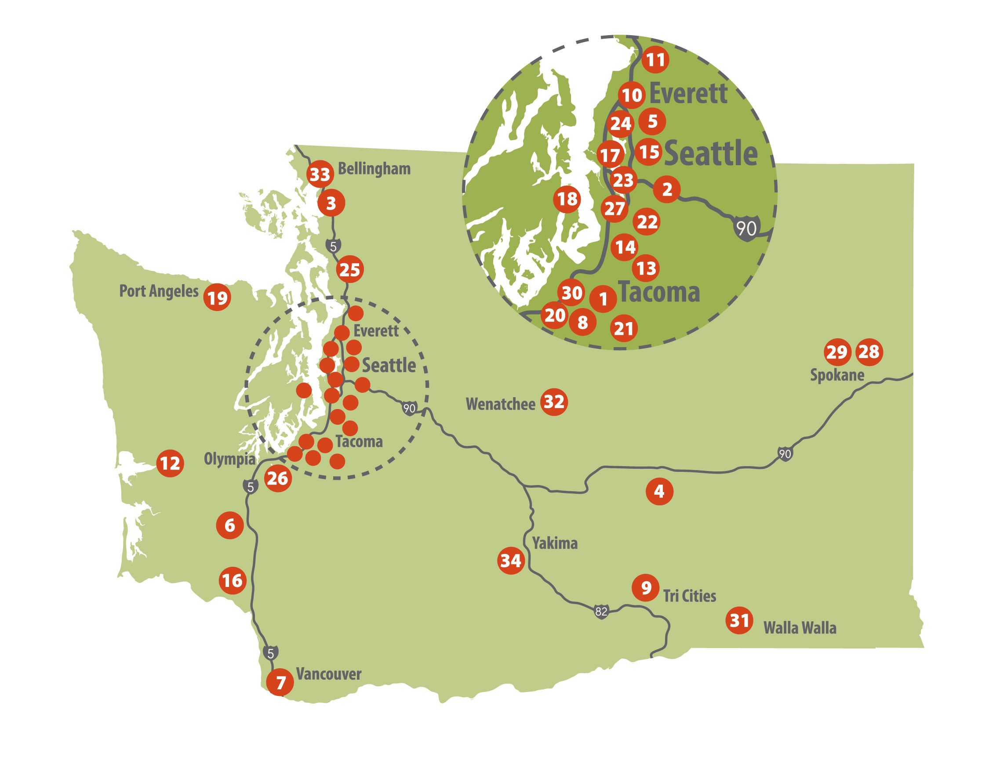 11
10 Everett
24 5
17 15 Seattle
23 2
18 27
22 90
14
13
30 1 Tacoma
20 8 21
33 Bellingham
3
5
25
Port Angeles 19
Everett
Seattle
29 28
Spokane
Wenatchee 32
90
Tacoma
12 Olympia
26
5
90
4
6
Yakima
34
16
9 Tri Cities
82
31 Walla Walla
5
7 Vancouver